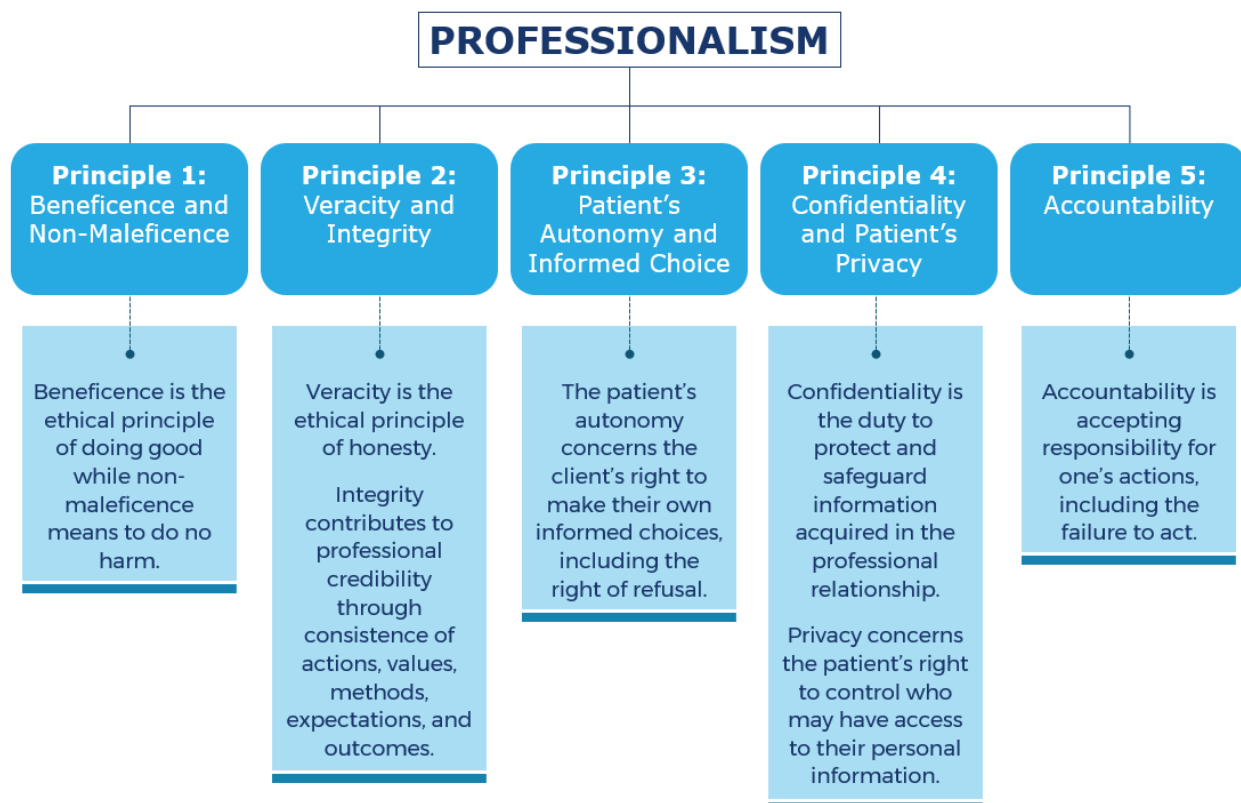 PROFESSIONALISM
Principle 1:
Beneficence and
Non-Maleficence
Principle 2:
Veracity and
Integrity
Principle 3:
Patient's
Autonomy and
Informed Choice
Principle 4:
Confidentiality
and Patient's
Privacy
Principle 5:
Accountability
Beneficence is the
ethical principle
of doing good
while non-
maleficence
means to do no
harm.
Veracity is the
ethical principle
of honesty.
Integrity
contributes to
professional
credibility
through
consistence of
actions, values,
methods,
expectations, and
outcomes.
The patient's
autonomy
concerns the
client's right to
make their own
informed choices,
including the
right of refusal.
Confidentiality is
the duty to
protect and
safeguard
information
acquired in the
professional
relationship.
Privacy concerns
the patient's right
to control who
may have access
to their personal
information.
Accountability is
accepting
responsibility for
one's actions,
including the
failure to act.